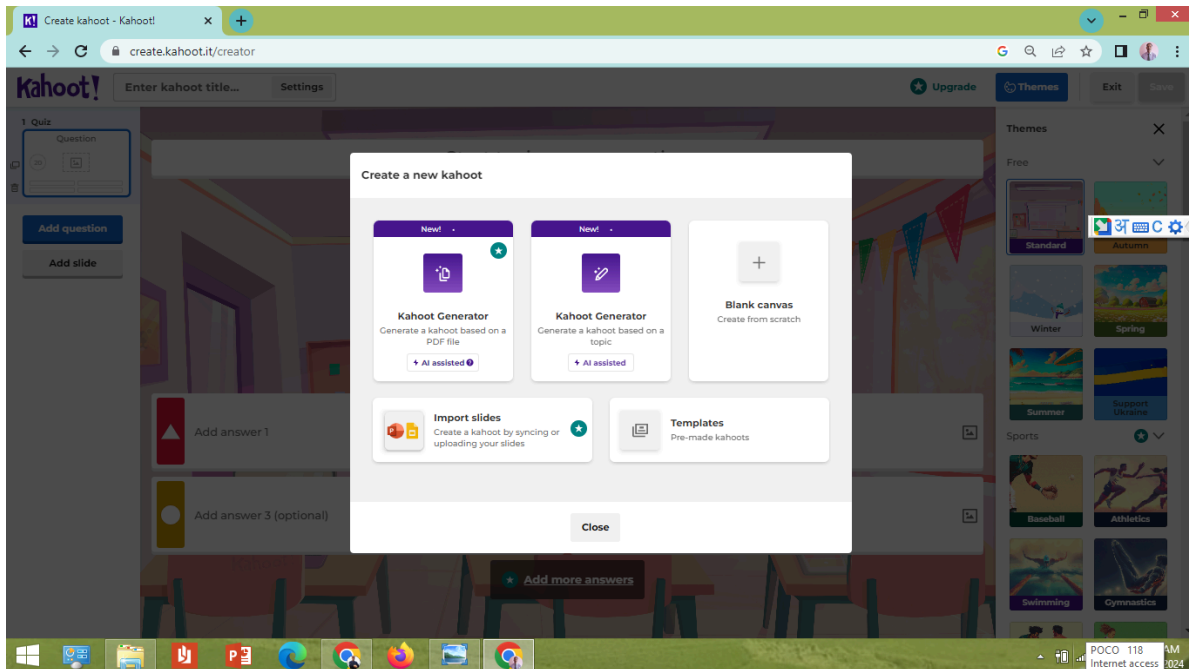 Create kahoot - Kahoot!
create.kahoot.it/creator
Kahoot!
Enter kahoot title...
Settings
Upgrade
Themes
Exit
Save
1 Quiz
Question
Add question
Add slide
Create a new kahoot
New!
Kahoot Generator
Generate a kahoot based on a
PDF file
AI assisted
New!
Kahoot Generator
Generate a kahoot based on a
topic
AI assisted
Blank canvas
Create from scratch
Import slides
Create a kahoot by syncing or
uploading your slides
Templates
Pre-made kahoots
Close
Add answer 1
Add answer 3 (optional)
Add more answers
Themes
Free
Standard
Autumn
Winter
Spring
Summer
Support
Ukraine
Sports
Baseball
Athletics
Swimming
Gymnastics
अ C
POCO 118
Internet access
AM
2024